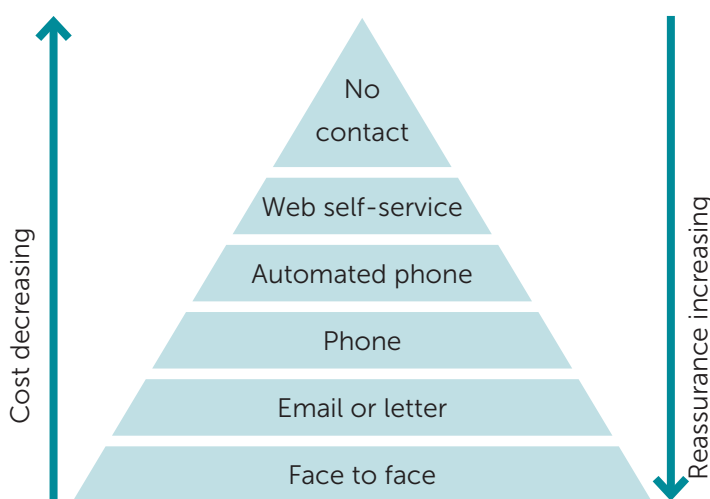 No
contact
Web self-service
Automated phone
Phone
Email or letter
Face to face
Cost decreasing
Reassurance increasing